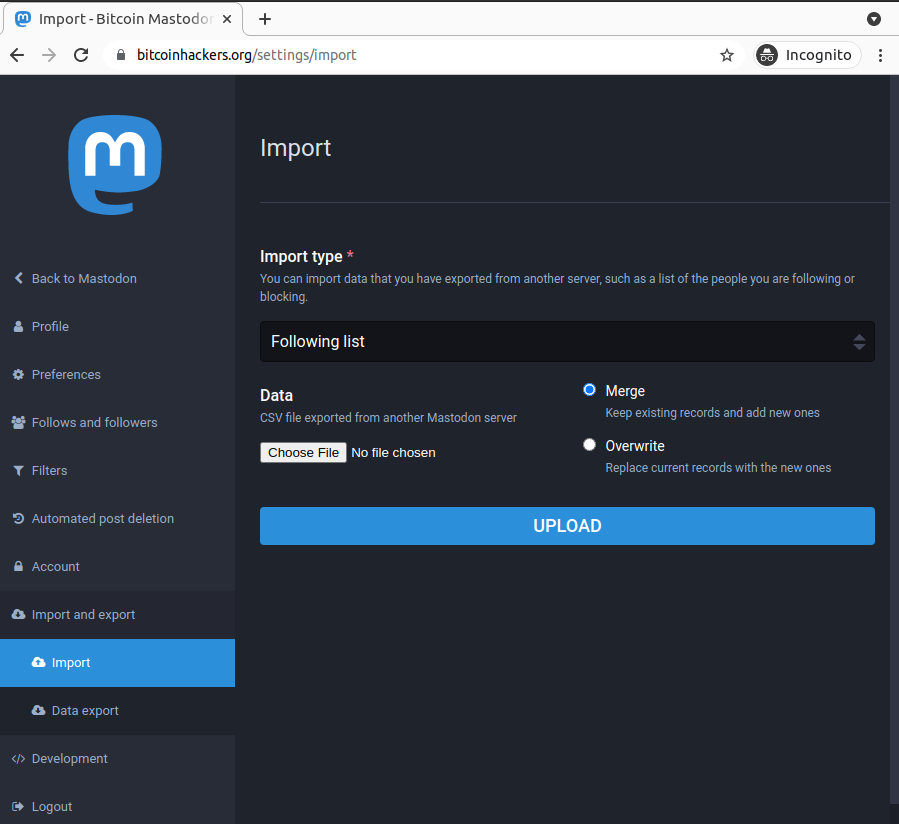 Import - Bitcoin Mastodon
bitcoinhackers.org/settings/import
Incognito
Back to Mastodon
Profile
Preferences
Follows and followers
Filters
Automated post deletion
Account
Import and export
Import
Data export
Development
Logout
Import
Import type *
You can import data that you have exported from another server, such as a list of the people you are following or
blocking.
Following list
Data
CSV file exported from another Mastodon server
Choose File No file chosen
Merge
Keep existing records and add new ones
Overwrite
Replace current records with the new ones
UPLOAD